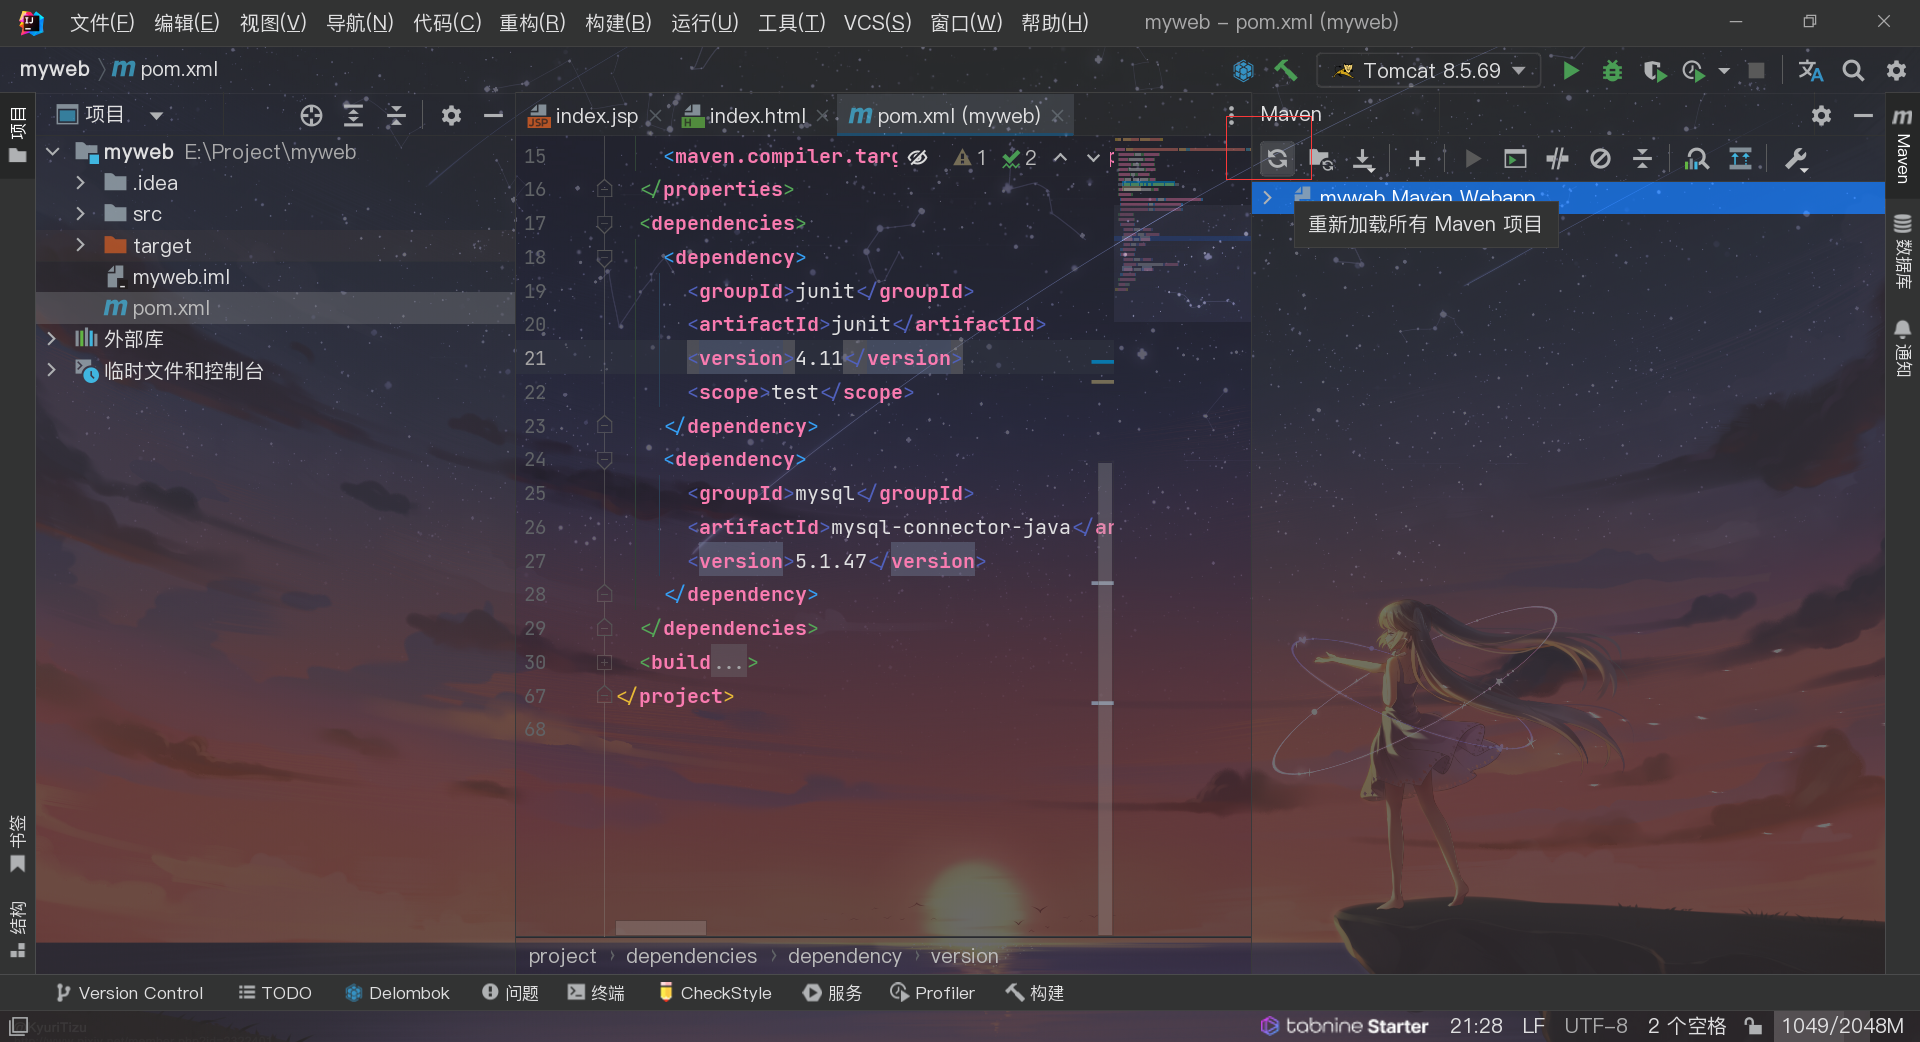 文件(F) 编辑(E) 视图(V) 导航(N) 代码(C) 重构(R) 构建(B) 运行(U) 工具(T) VCS(S) 窗口(W) 帮助(H) myweb – pom.xml (myweb)
myweb pom.xml Tomcat 8.5.69
项目
项目
index.jsp index.html pom.xml (myweb)
Maven
myweb E:\Project\myweb
.idea
src
target
myweb.iml
pom.xml
外部库
临时文件和控制台
15 <maven.compiler.targ 1 2
16 </properties>
17 <dependencies>
18 <dependency>
19 <groupId>junit</groupId>
20 <artifactId>junit</artifactId>
21 <version>4.11</version>
22 <scope>test</scope>
23 </dependency>
24 <dependency>
25 <groupId>mysql</groupId>
26 <artifactId>mysql-connector-java</ar
27 <version>5.1.47</version>
28 </dependency>
29 </dependencies>
30 <build...>
67 </project>
68
myweb Maven Webapp
重新加载所有 Maven 项目
Maven
数据库
通知
书签
结构
project › dependencies › dependency › version
Version Control TODO Delombok 问题 终端 CheckStyle 服务 Profiler 构建
KyuriTizu
tabnine Starter 21:28 LF UTF-8 2 个空格 1049/2048M